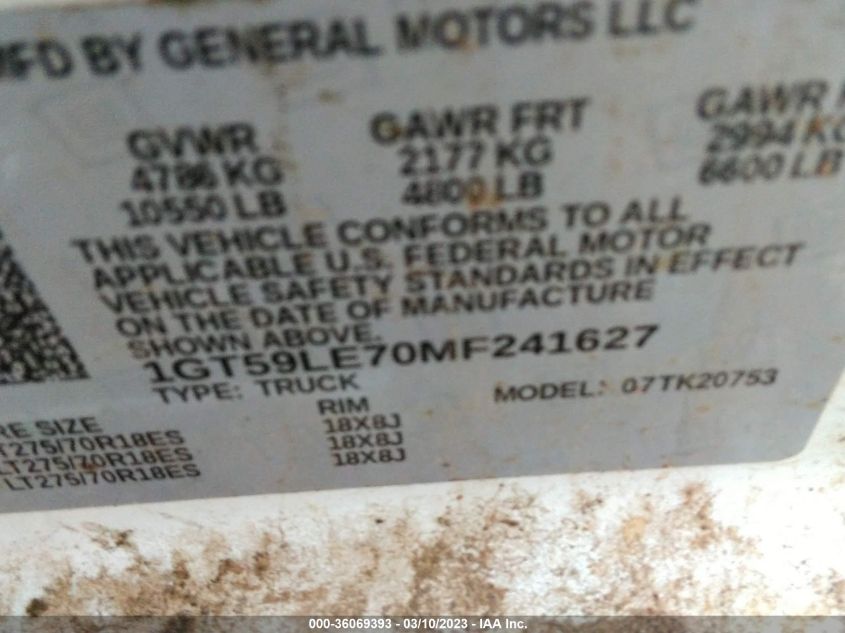 MFD BY GENERAL MOTORS LLC
GVWR GAWR FRT GAWR
4786 KG 2177 KG 2994 KG
10550 LB 4800 LB 6600 LB
THIS VEHICLE CONFORMS TO ALL
APPLICABLE U.S. FEDERAL MOTOR
VEHICLE SAFETY STANDARDS IN EFFECT
ON THE DATE OF MANUFACTURE
SHOWN ABOVE.
1GT59LE70MF241627
TYPE: TRUCK MODEL: 07TK20753
RE SIZE RIM
LT275/70R18ES 18X8J
LT275/70R18ES 18X8J
LT275/70R18ES 18X8J
000-36069393 - 03/10/2023 - IAA Inc.